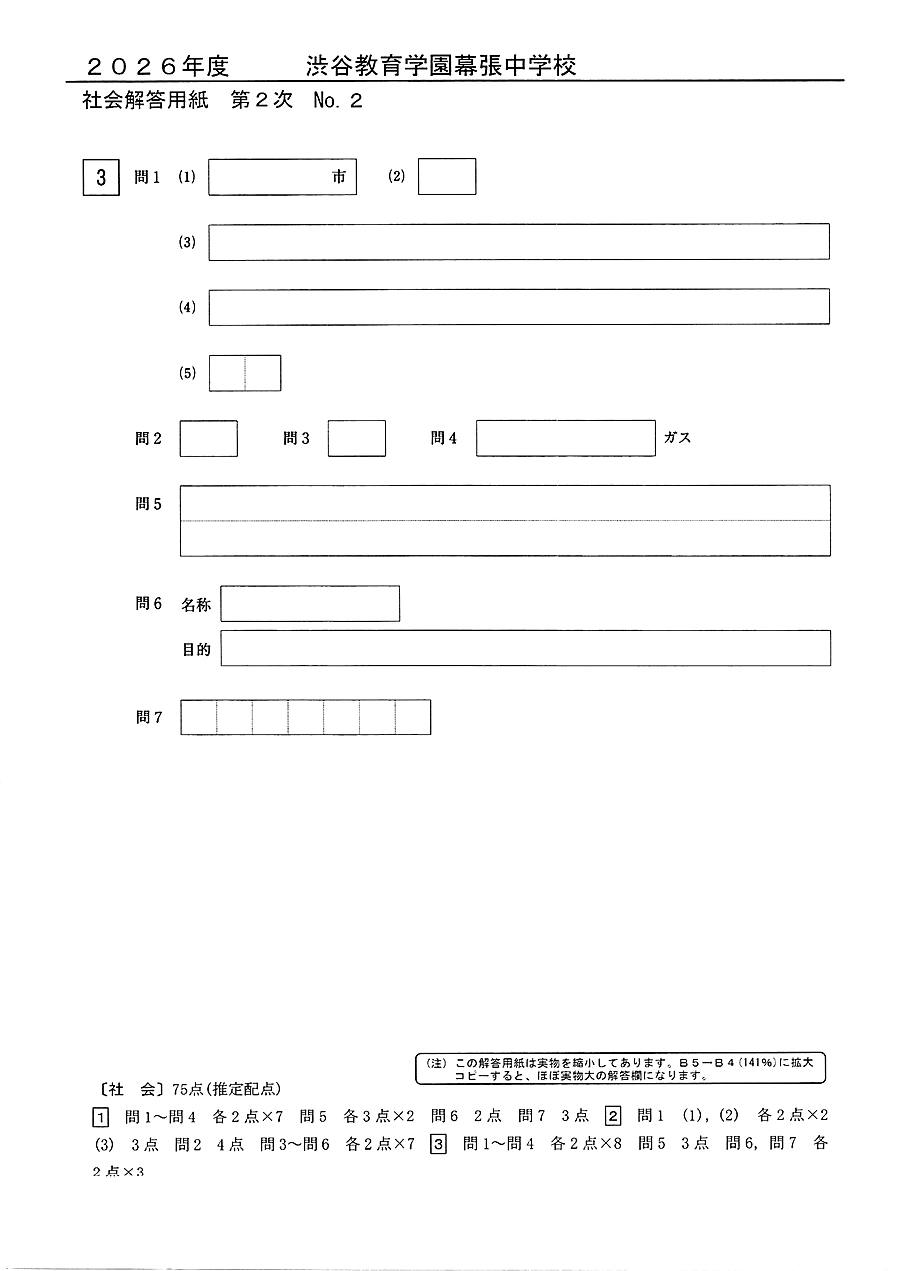 2026年度 渋谷教育学園幕張中学校
社会解答用紙 第2次 No.2
3 問1 (1) 市 (2)
(3)
(4)
(5)
問2 問3 問4 ガス
問5
問6 名称
目的
問7
(注) この解答用紙は実物を縮小してあります。B5→B4(141%)に拡大
コピーすると、ほぼ実物大の解答欄になります。
〔社 会〕75点(推定配点)
1 問1〜問4 各2点×7 問5 各3点×2 問6 2点 問7 3点 2 問1 (1),(2) 各2点×2
(3) 3点 問2 4点 問3〜問6 各2点×7 3 問1〜問4 各2点×8 問5 3点 問6,問7 各
2点×3